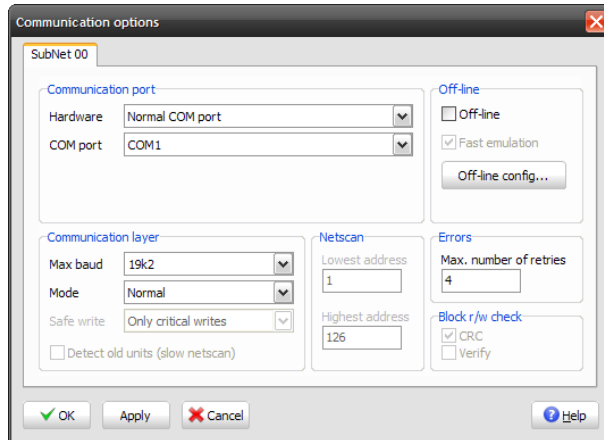 Communication options
SubNet 00
Communication port
Hardware Normal COM port
COM port COM1
Off-line
Off-line
Fast emulation
Off-line config...
Communication layer
Max baud 19k2
Mode Normal
Safe write Only critical writes
Detect old units (slow netscan)
Netscan
Lowest address
1
Highest address
126
Errors
Max. number of retries
4
Block r/w check
CRC
Verify
OK Apply Cancel Help